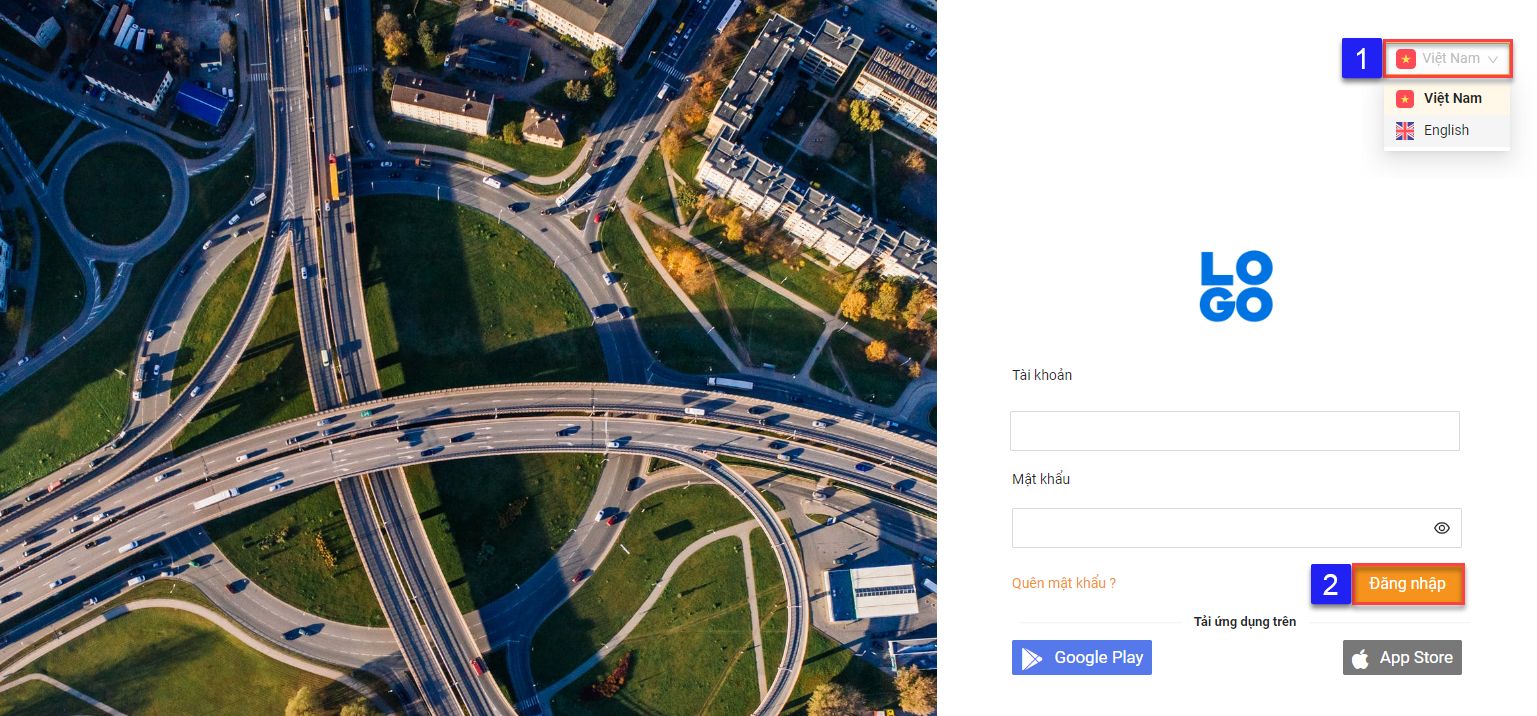 1
Việt Nam
Việt Nam
English
LO
GO
Tài khoản
Mật khẩu
Quên mật khẩu ?
2
Đăng nhập
Tải ứng dụng trên
Google Play
App Store